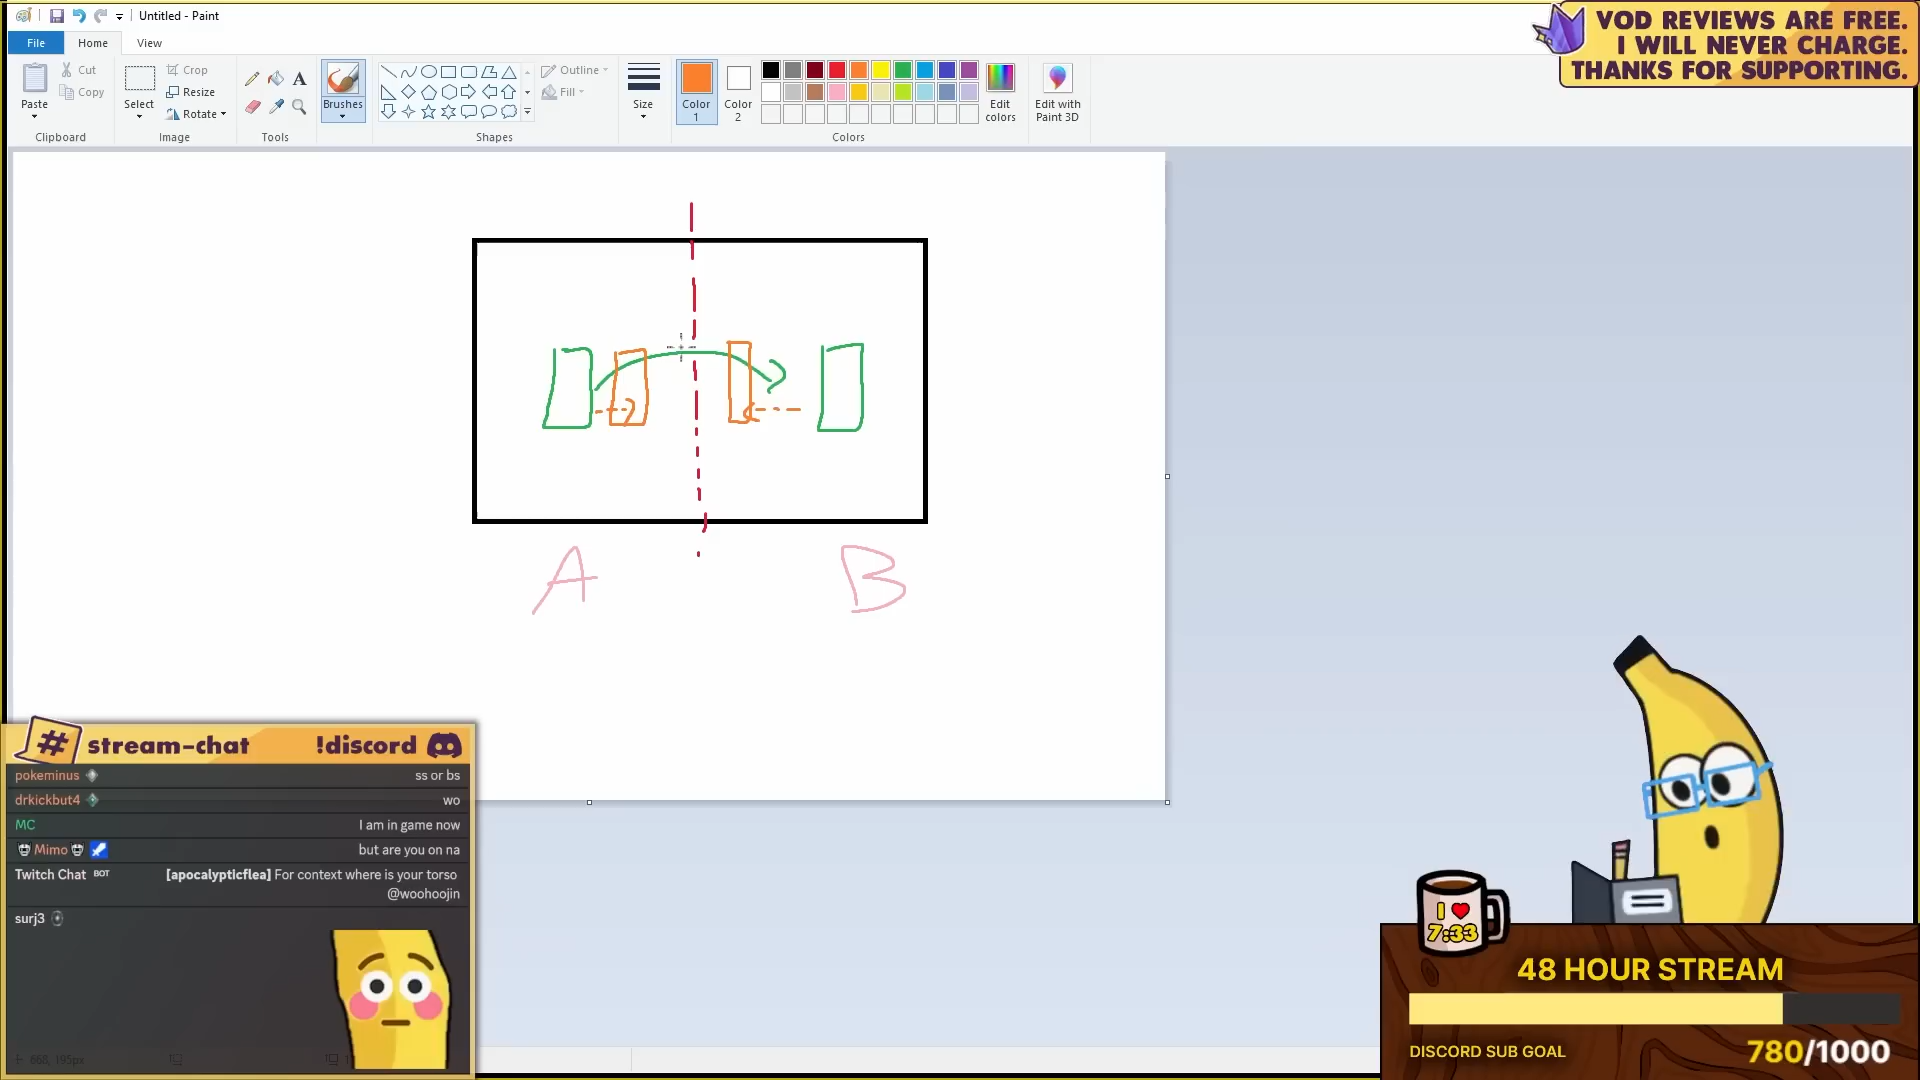 Untitled - Paint
File Home View
Paste
Cut
Copy
Clipboard
Select
Crop
Resize
Rotate
Image
Tools
Brushes
Shapes
Outline
Fill
Size
Color 1
Color 2
Edit colors
Colors
Edit with Paint 3D
VOD REVIEWS ARE FREE.
I WILL NEVER CHARGE.
THANKS FOR SUPPORTING.
A B
# stream-chat !discord
pokeminus ss or bs
drkickbut4 wo
MC I am in game now
Mimo but are you on na
Twitch Chat BOT [apocalypticflea] For context where is your torso
@woohoojin
surj3
668, 195px
I
7:33
48 HOUR STREAM
DISCORD SUB GOAL 780/1000